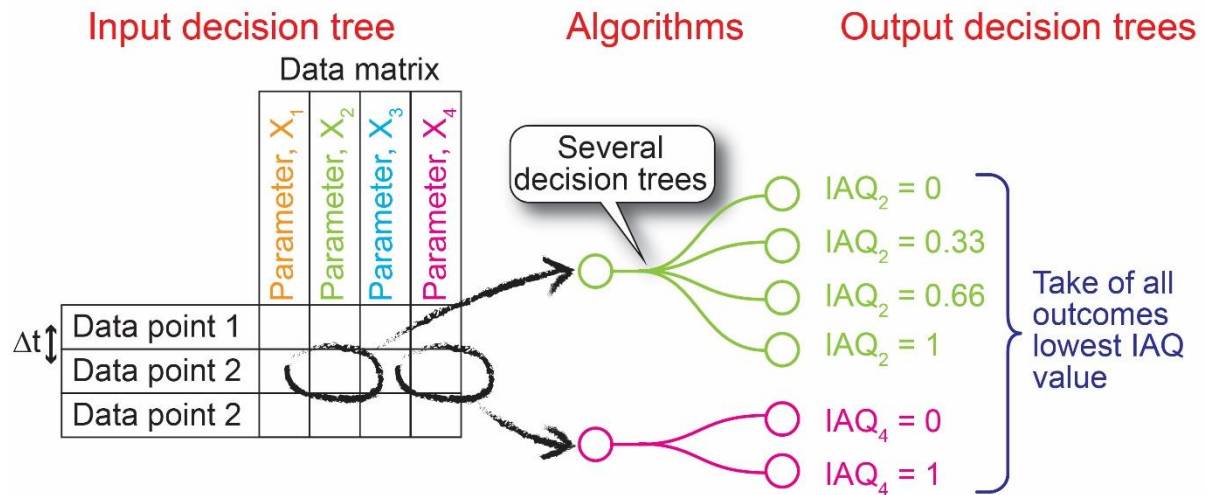 Input decision tree
Algorithms
Output decision trees
Data matrix
Parameter, X₁
Parameter, X₂
Parameter, X₃
Parameter, X₄
Δt
Data point 1
Data point 2
Data point 2
Several
decision trees
IAQ₂ = 0
IAQ₂ = 0.33
IAQ₂ = 0.66
IAQ₂ = 1
IAQ₄ = 0
IAQ₄ = 1
Take of all
outcomes
lowest IAQ
value